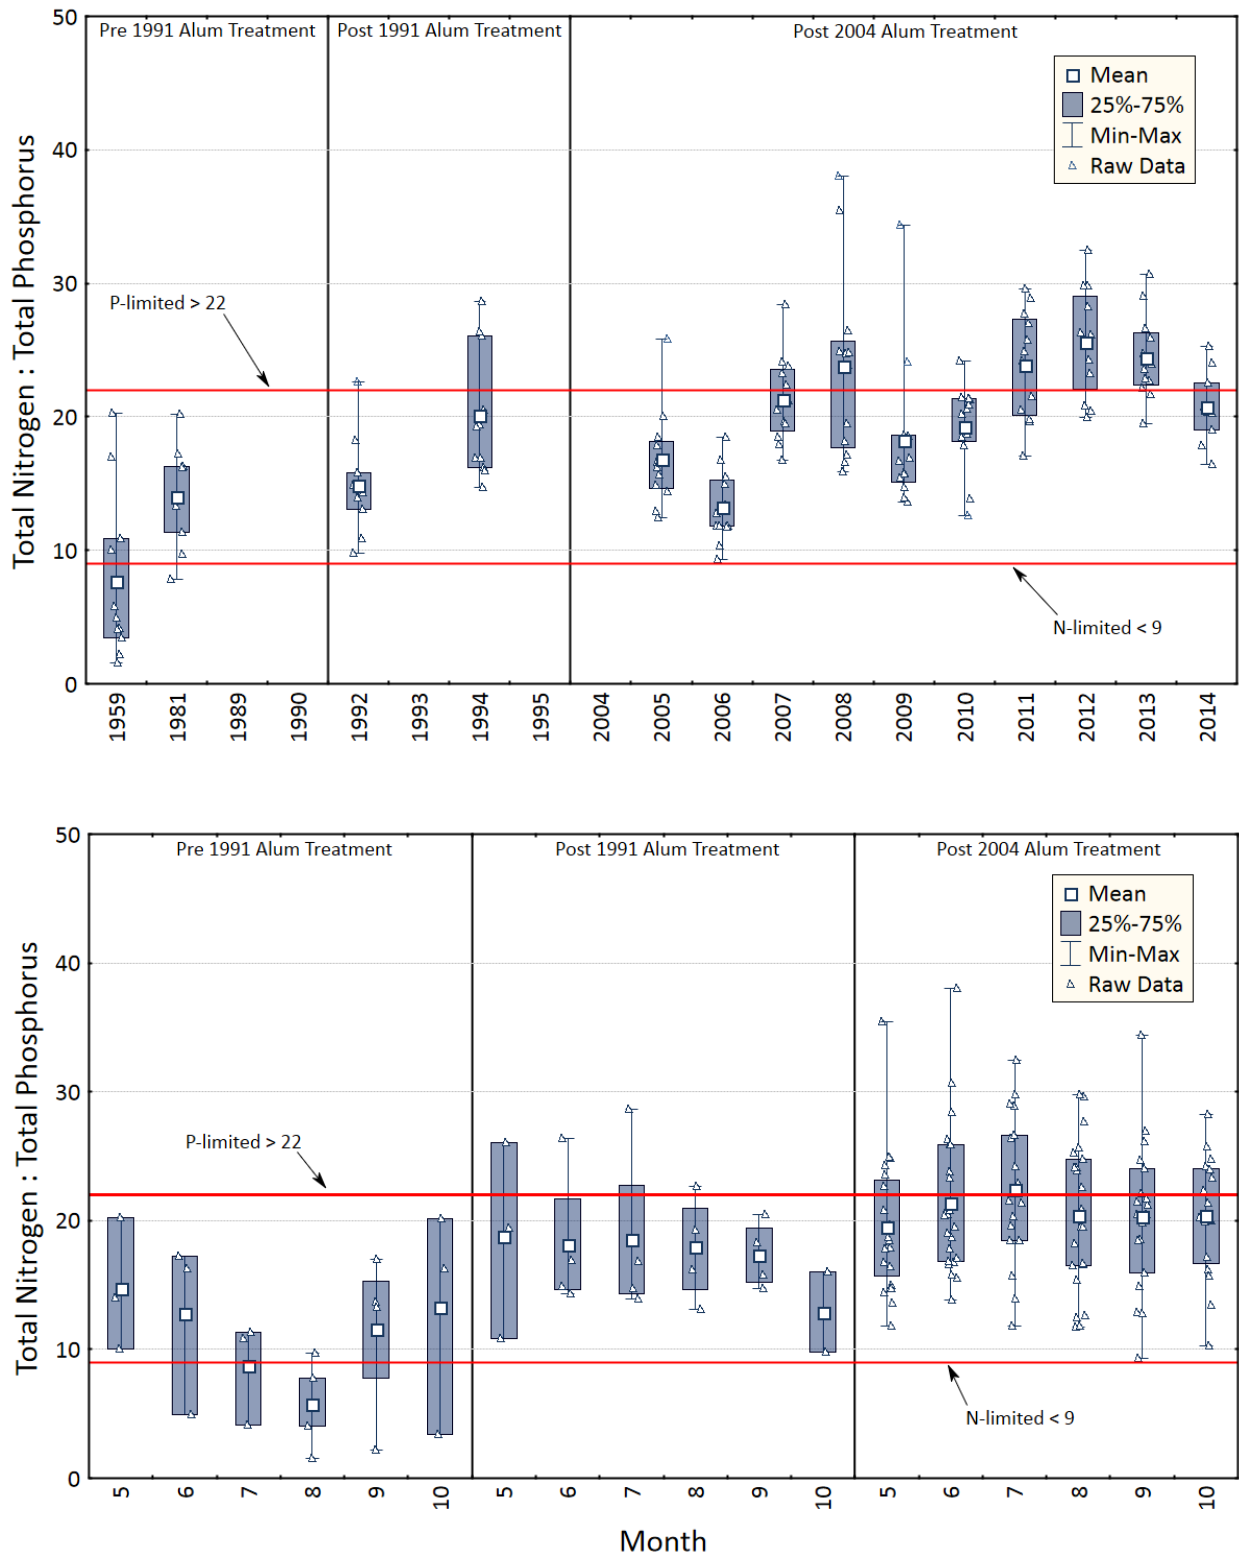 Pre 1991 Alum Treatment
Post 1991 Alum Treatment
Post 2004 Alum Treatment
Mean
25%-75%
Min-Max
Raw Data
P-limited > 22
N-limited < 9
Total Nitrogen : Total Phosphorus
50
40
30
20
10
0
1959
1981
1989
1990
1992
1993
1994
1995
2004
2005
2006
2007
2008
2009
2010
2011
2012
2013
2014
Pre 1991 Alum Treatment
Post 1991 Alum Treatment
Post 2004 Alum Treatment
Mean
25%-75%
Min-Max
Raw Data
P-limited > 22
N-limited < 9
Total Nitrogen : Total Phosphorus
50
40
30
20
10
0
5
6
7
8
9
10
5
6
7
8
9
10
5
6
7
8
9
10
Month